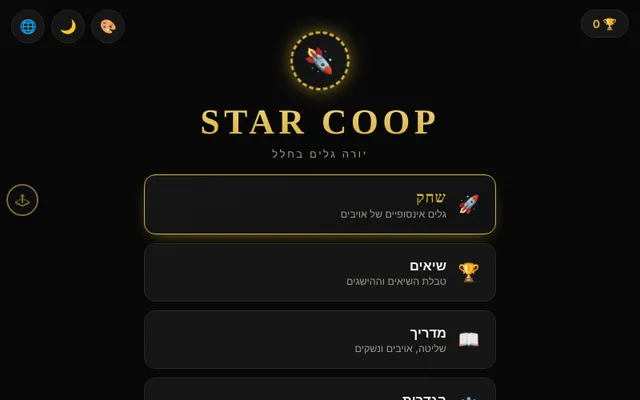 0
STAR COOP
יורה גלים בחלל
שחק
גלים אינסופיים של אויבים
שיאים
טבלת השיאים וההישגים
מדריך
שליטה, אויבים ונשקים
הגדרות